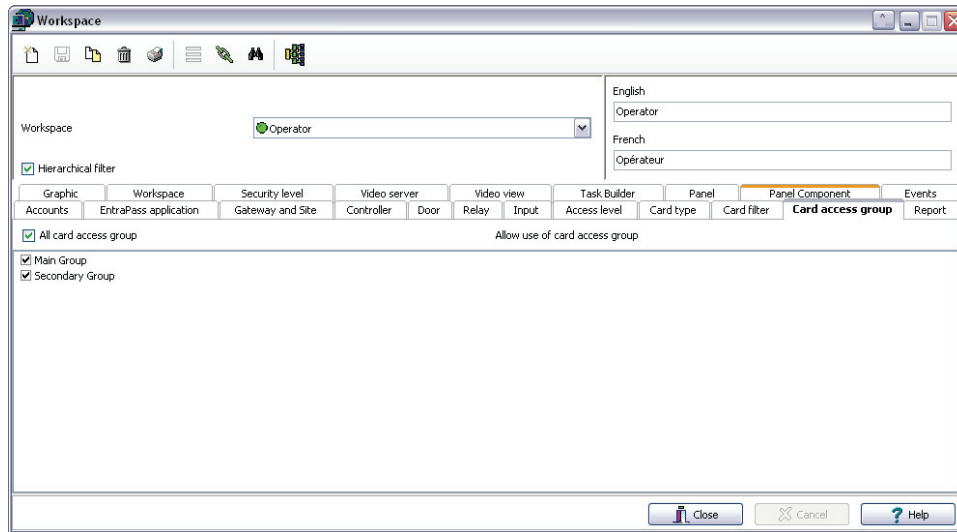 Workspace
English
Operator
Workspace
Operator
French
Opérateur
Hierarchical filter
Graphic Workspace Security level Video server Video view Task Builder Panel Panel Component Events
Accounts EntraPass application Gateway and Site Controller Door Relay Input Access level Card type Card filter Card access group Report
All card access group Allow use of card access group
Main Group
Secondary Group
Close Cancel Help